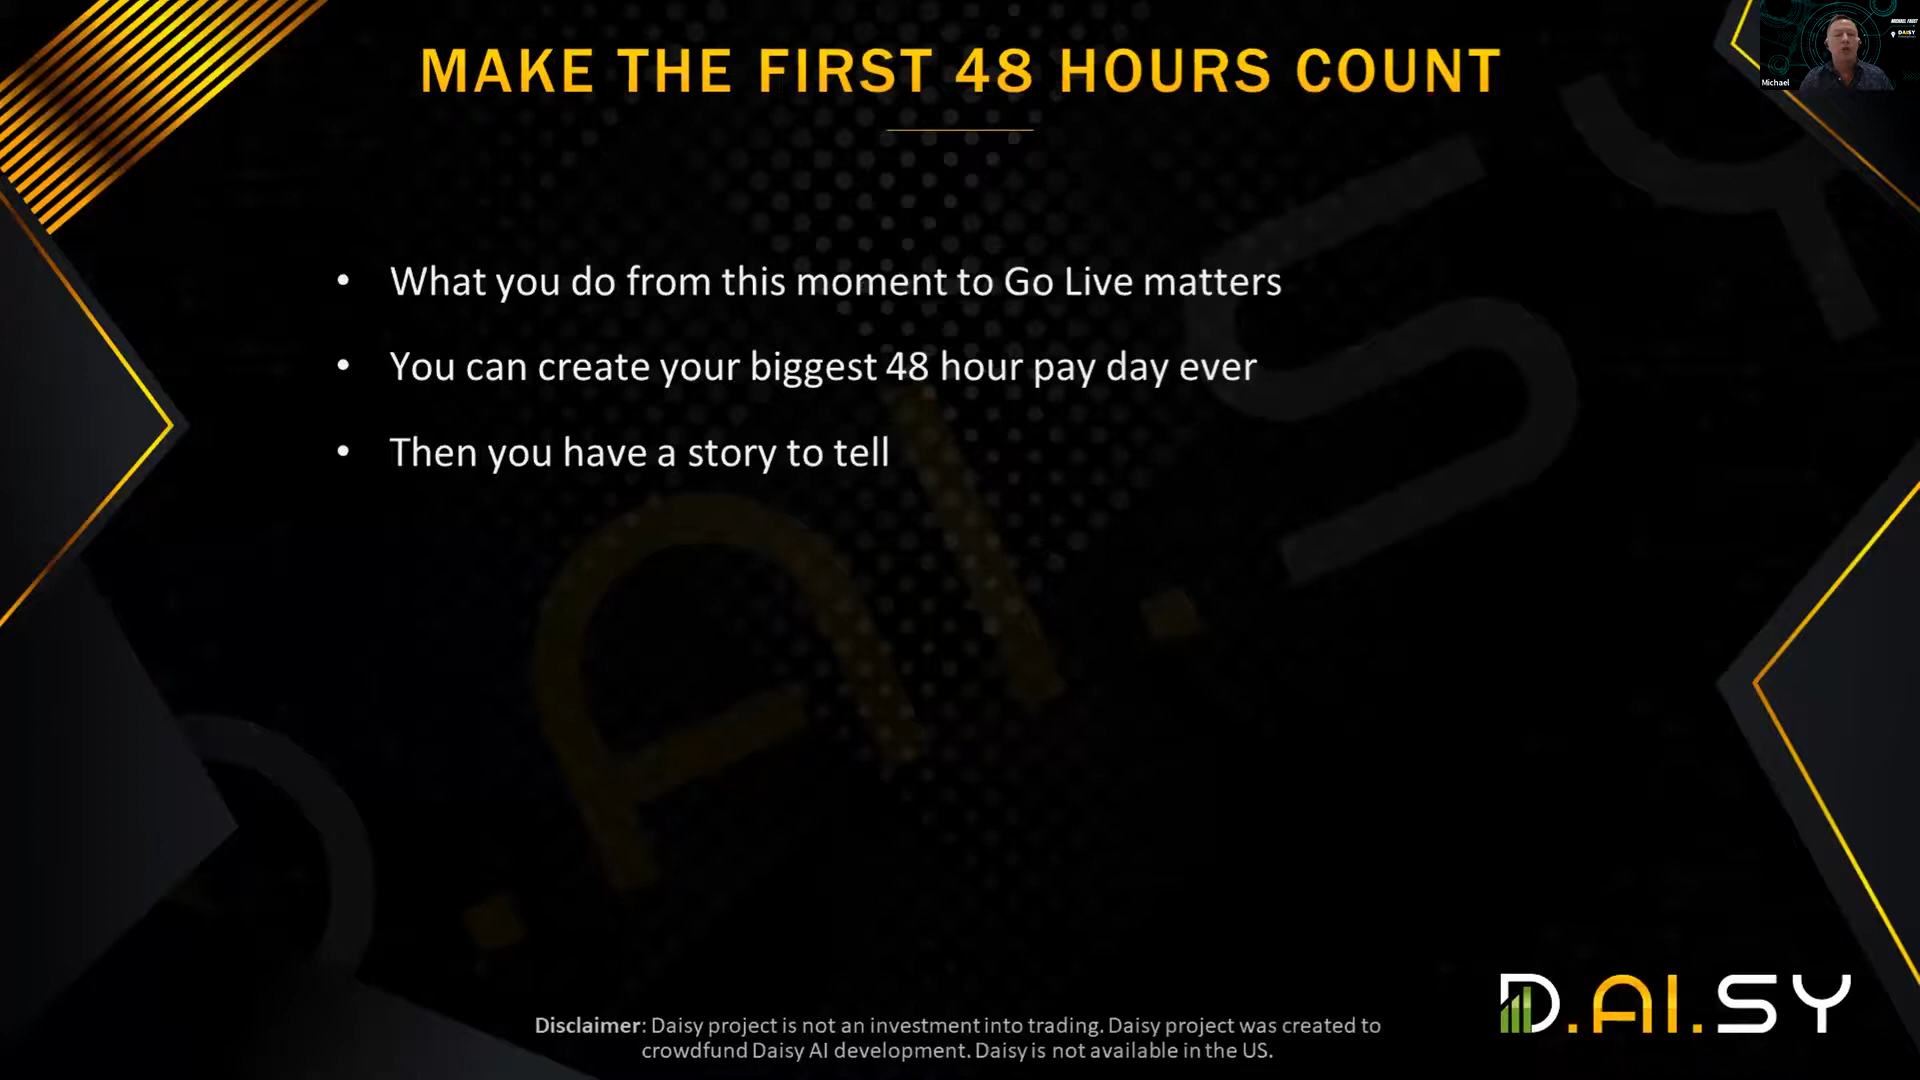 MAKE THE FIRST 48 HOURS COUNT
Michael
DAISY
• What you do from this moment to Go Live matters
• You can create your biggest 48 hour pay day ever
• Then you have a story to tell
D.AI.SY
Disclaimer: Daisy project is not an investment into trading. Daisy project was created to
crowdfund Daisy AI development. Daisy is not available in the US.
D.AI.SY